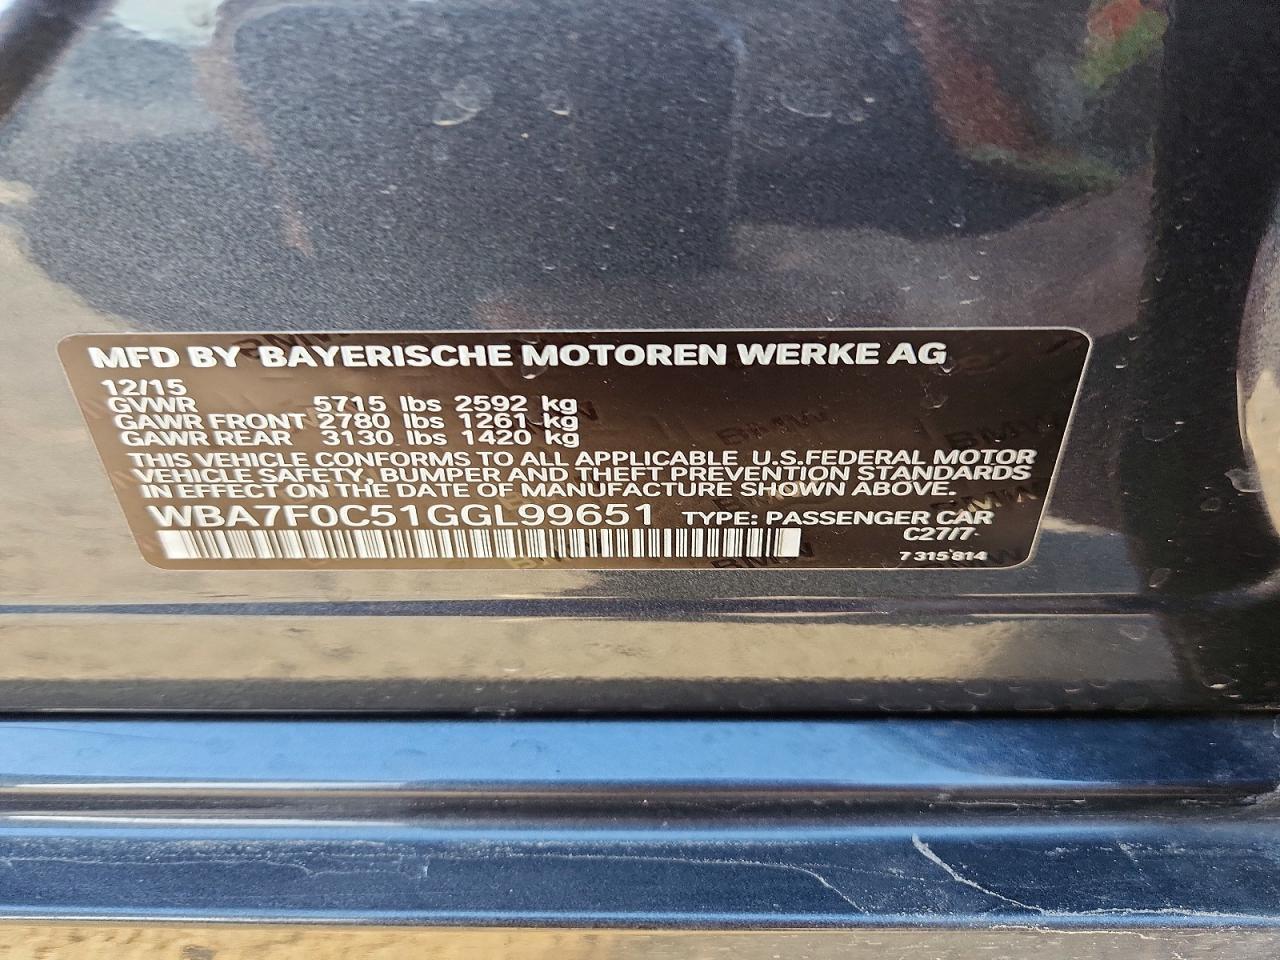 MFD BY BAYERISCHE MOTOREN WERKE AG
12/15
GVWR 5715 lbs 2592 kg
GAWR FRONT 2780 lbs 1261 kg
GAWR REAR 3130 lbs 1420 kg
THIS VEHICLE CONFORMS TO ALL APPLICABLE U.S.FEDERAL MOTOR
VEHICLE SAFETY, BUMPER AND THEFT PREVENTION STANDARDS
IN EFFECT ON THE DATE OF MANUFACTURE SHOWN ABOVE.
WBA7F0C51GGL99651 TYPE: PASSENGER CAR
C27/7
7 315 814